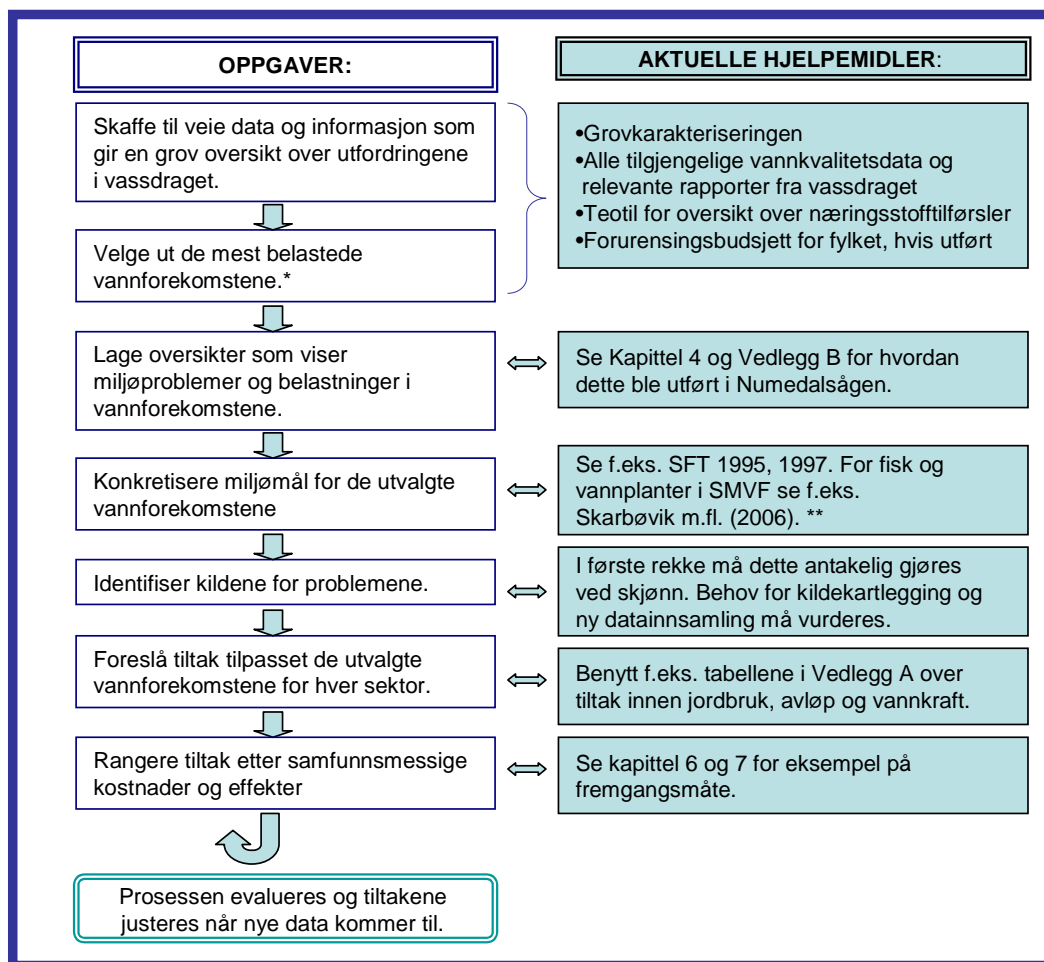 OPPGAVER:
AKTUELLE HJELPEMIDLER:
Skaffe til veie data og informasjon som
gir en grov oversikt over utfordringene
i vassdraget.
•Grovkarakteriseringen
•Alle tilgjengelige vannkvalitetsdata og
relevante rapporter fra vassdraget
•Teotil for oversikt over næringsstofftilførsler
•Forurensingsbudsjett for fylket, hvis utført
Velge ut de mest belastede
vannforekomstene.*
Lage oversikter som viser
miljøproblemer og belastninger i
vannforekomstene.
Se Kapittel 4 og Vedlegg B for hvordan
dette ble utført i Numedalsågen.
Konkretisere miljømål for de utvalgte
vannforekomstene
Se f.eks. SFT 1995, 1997. For fisk og
vannplanter i SMVF se f.eks.
Skarbøvik m.fl. (2006). **
Identifiser kildene for problemene.
I første rekke må dette antakelig gjøres
ved skjønn. Behov for kildekartlegging og
ny datainnsamling må vurderes.
Foreslå tiltak tilpasset de utvalgte
vannforekomstene for hver sektor.
Benytt f.eks. tabellene i Vedlegg A over
tiltak innen jordbruk, avløp og vannkraft.
Rangere tiltak etter samfunnsmessige
kostnader og effekter
Se kapittel 6 og 7 for eksempel på
fremgangsmåte.
Prosessen evalueres og tiltakene
justeres når nye data kommer til.